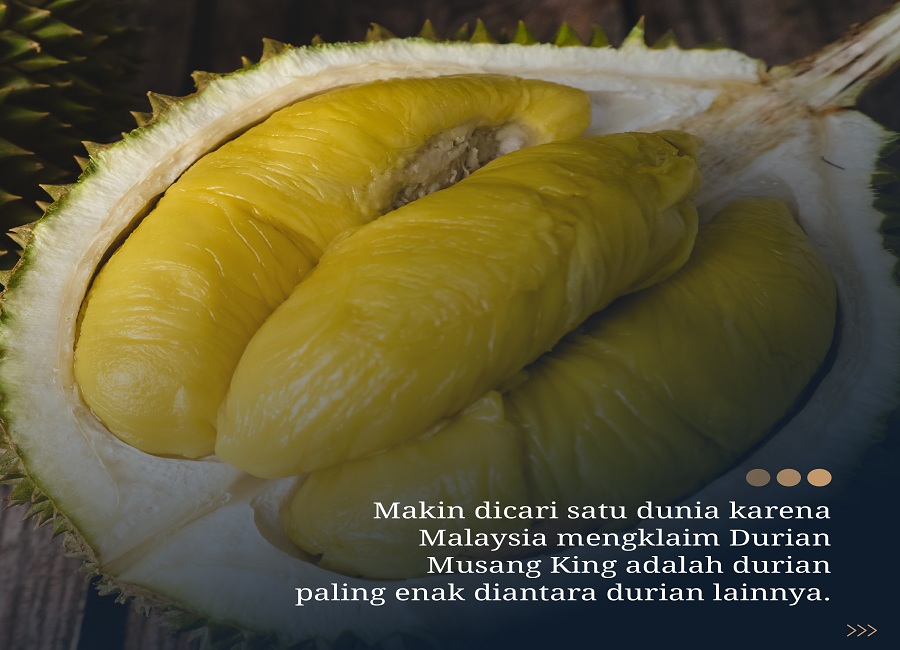 Makin dicari satu dunia karena
Malaysia mengklaim Durian
Musang King adalah durian
paling enak diantara durian lainnya.
>>>